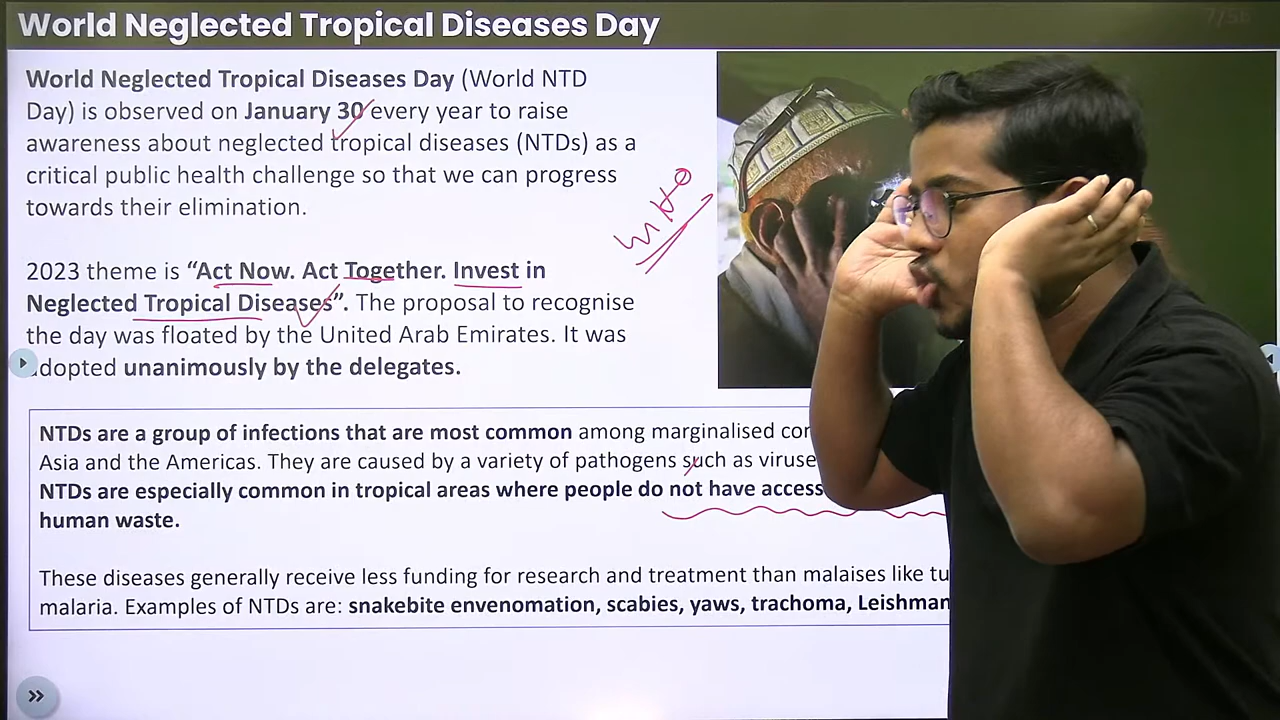 World Neglected Tropical Diseases Day
7/56
World Neglected Tropical Diseases Day (World NTD
Day) is observed on January 30 every year to raise
awareness about neglected tropical diseases (NTDs) as a
critical public health challenge so that we can progress
towards their elimination.
WHO
2023 theme is “Act Now. Act Together. Invest in
Neglected Tropical Diseases”. The proposal to recognise
the day was floated by the United Arab Emirates. It was
adopted unanimously by the delegates.
NTDs are a group of infections that are most common among marginalised
Asia and the Americas. They are caused by a variety of pathogens such as
NTDs are especially common in tropical areas where people do not have access
human waste.
These diseases generally receive less funding for research and treatment than malaises like
malaria. Examples of NTDs are: snakebite envenomation, scabies, yaws, trachoma,